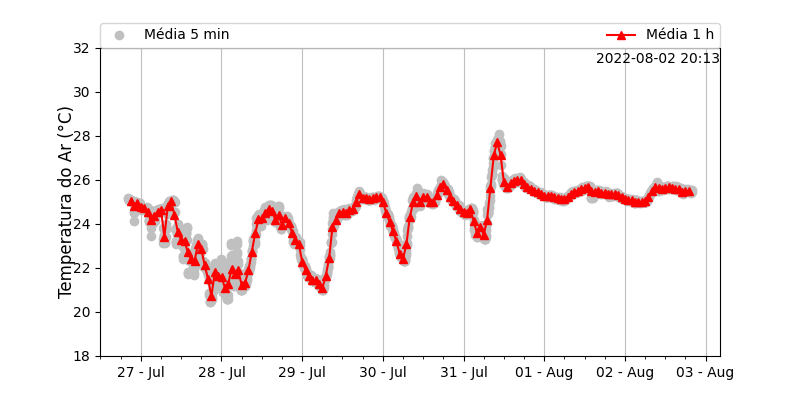 Média 5 min
Média 1 h
2022-08-02 20:13
Temperatura do Ar (°C)
32
30
28
26
24
22
20
18
27 - Jul
28 - Jul
29 - Jul
30 - Jul
31 - Jul
01 - Aug
02 - Aug
03 - Aug